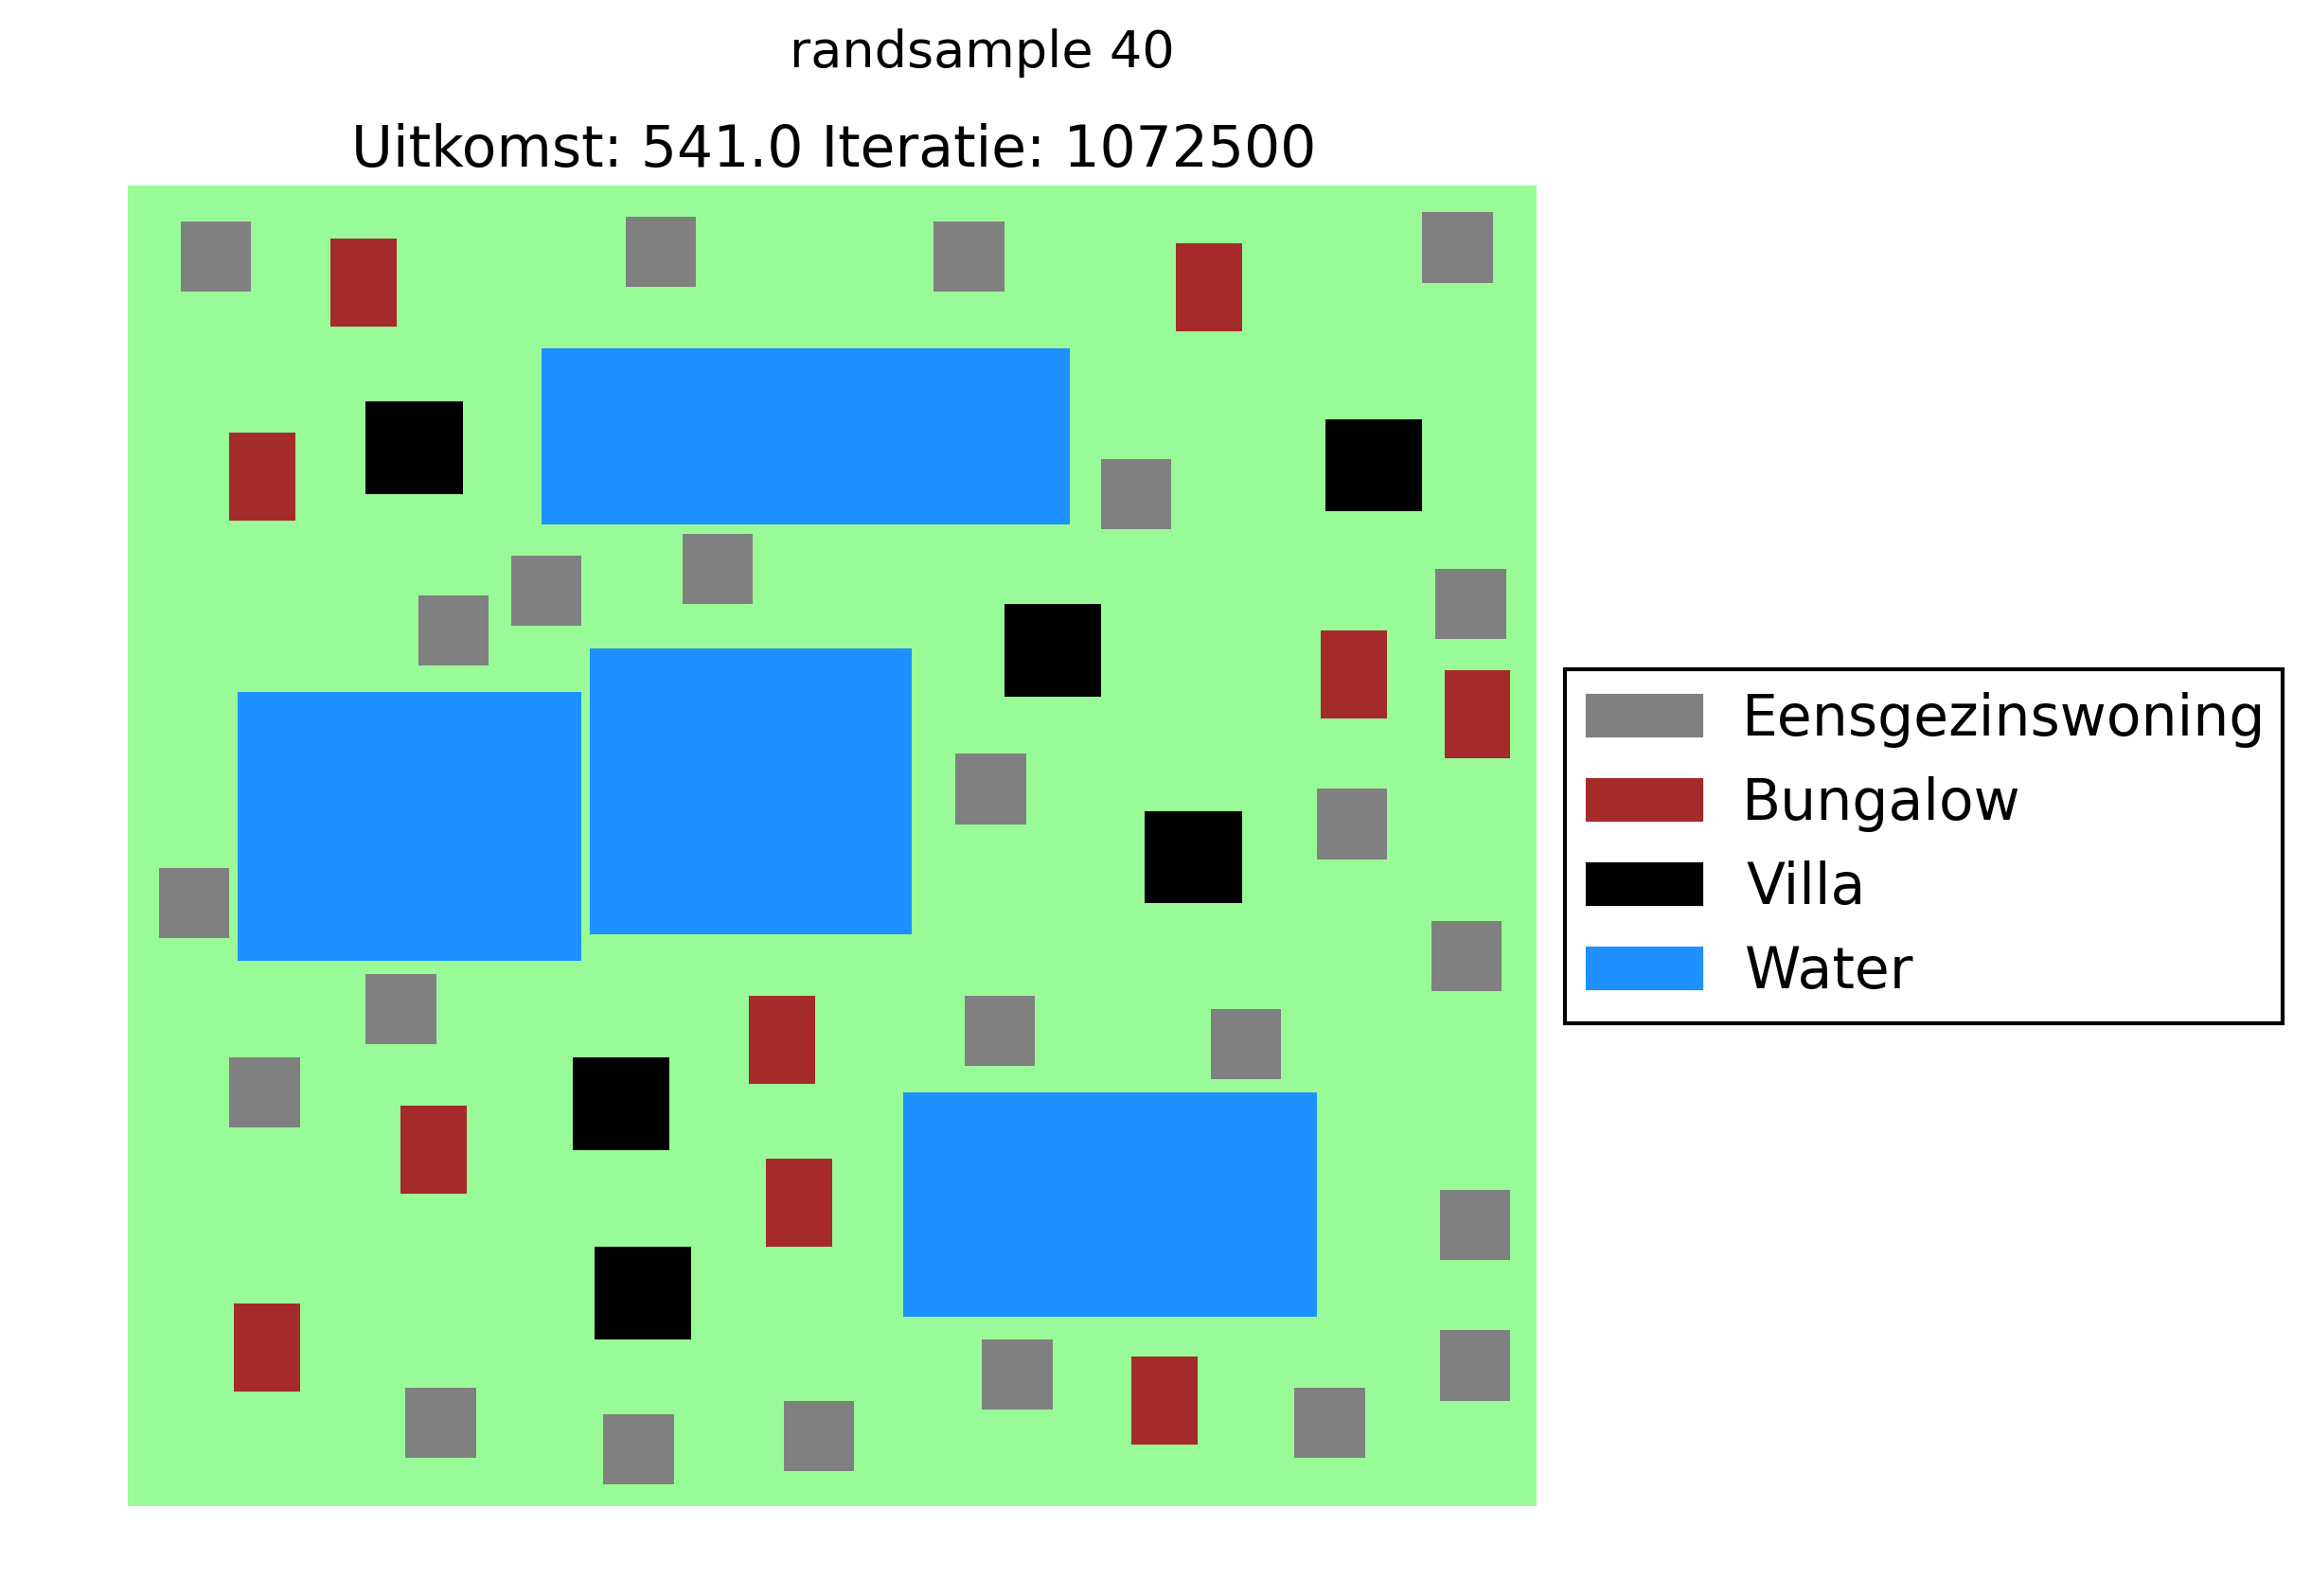 randsample 40
Uitkomst: 541.0 Iteratie: 1072500
Eensgezinswoning
Bungalow
Villa
Water